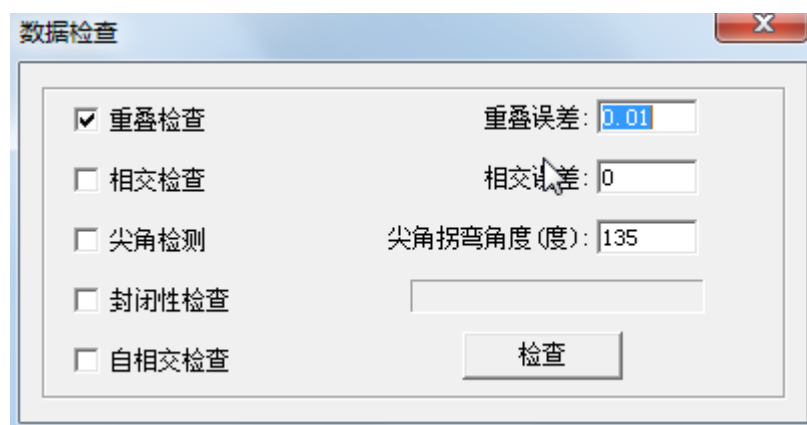 数据检查
重叠检查 重叠误差: 0.01
相交检查 相交误差: 0
尖角检测 尖角拐弯角度(度): 135
封闭性检查
自相交检查 检查